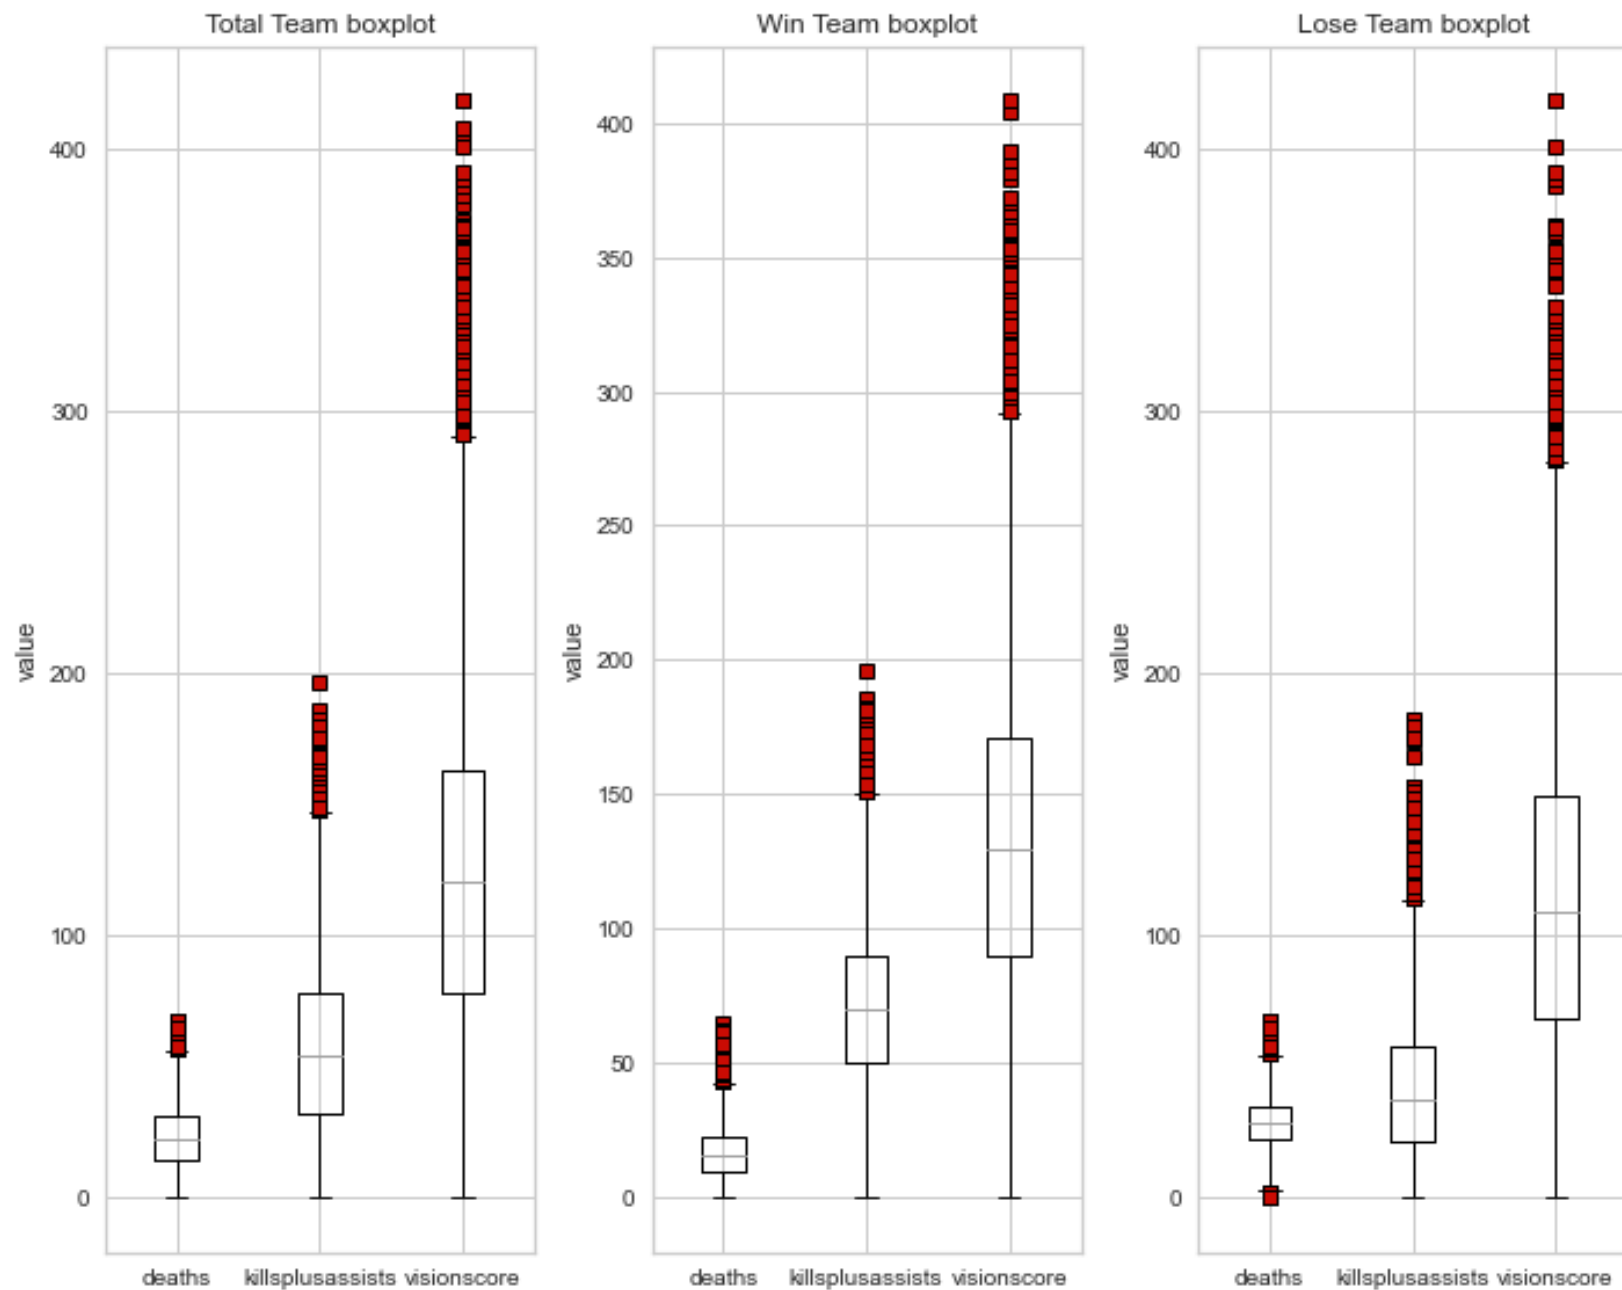 Total Team boxplot
value
400
300
200
100
0
deaths killsplusassists visionscore
Win Team boxplot
value
400
350
300
250
200
150
100
50
0
deaths killsplusassists visionscore
Lose Team boxplot
value
400
300
200
100
0
deaths killsplusassists visionscore